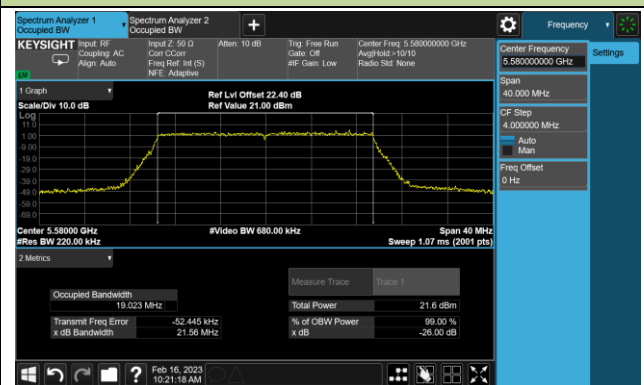 Spectrum Analyzer 1
Occupied BW
Spectrum Analyzer 2
Occupied BW
+
Frequency
KEYSIGHT
Input: RF
Coupling: AC
Align: Auto
Input Z: 50 Ω
Corr CCorr
Freq Ref: Int (S)
NFE: Adaptive
Atten: 10 dB
Trig: Free Run
Gate: Off
#IF Gain: Low
Center Freq: 5.580000000 GHz
Avg|Hold:>10/10
Radio Std: None
Center Frequency
5.580000000 GHz
Settings
Span
40.000 MHz
CF Step
4.000000 MHz
Auto
Man
Freq Offset
0 Hz
1 Graph
Scale/Div 10.0 dB
Ref Lvl Offset 22.40 dB
Ref Value 21.00 dBm
Log
11.0
1.00
-9.00
-19.0
-29.0
-39.0
-49.0
-59.0
-69.0
Center 5.58000 GHz
#Res BW 220.00 kHz
#Video BW 680.00 kHz
Span 40 MHz
Sweep 1.07 ms (2001 pts)
2 Metrics
Measure Trace Trace 1
Occupied Bandwidth
19.023 MHz
Total Power 21.6 dBm
Transmit Freq Error -52.445 kHz
% of OBW Power 99.00 %
x dB Bandwidth 21.56 MHz
x dB -26.00 dB
Feb 16, 2023
10:21:18 AM